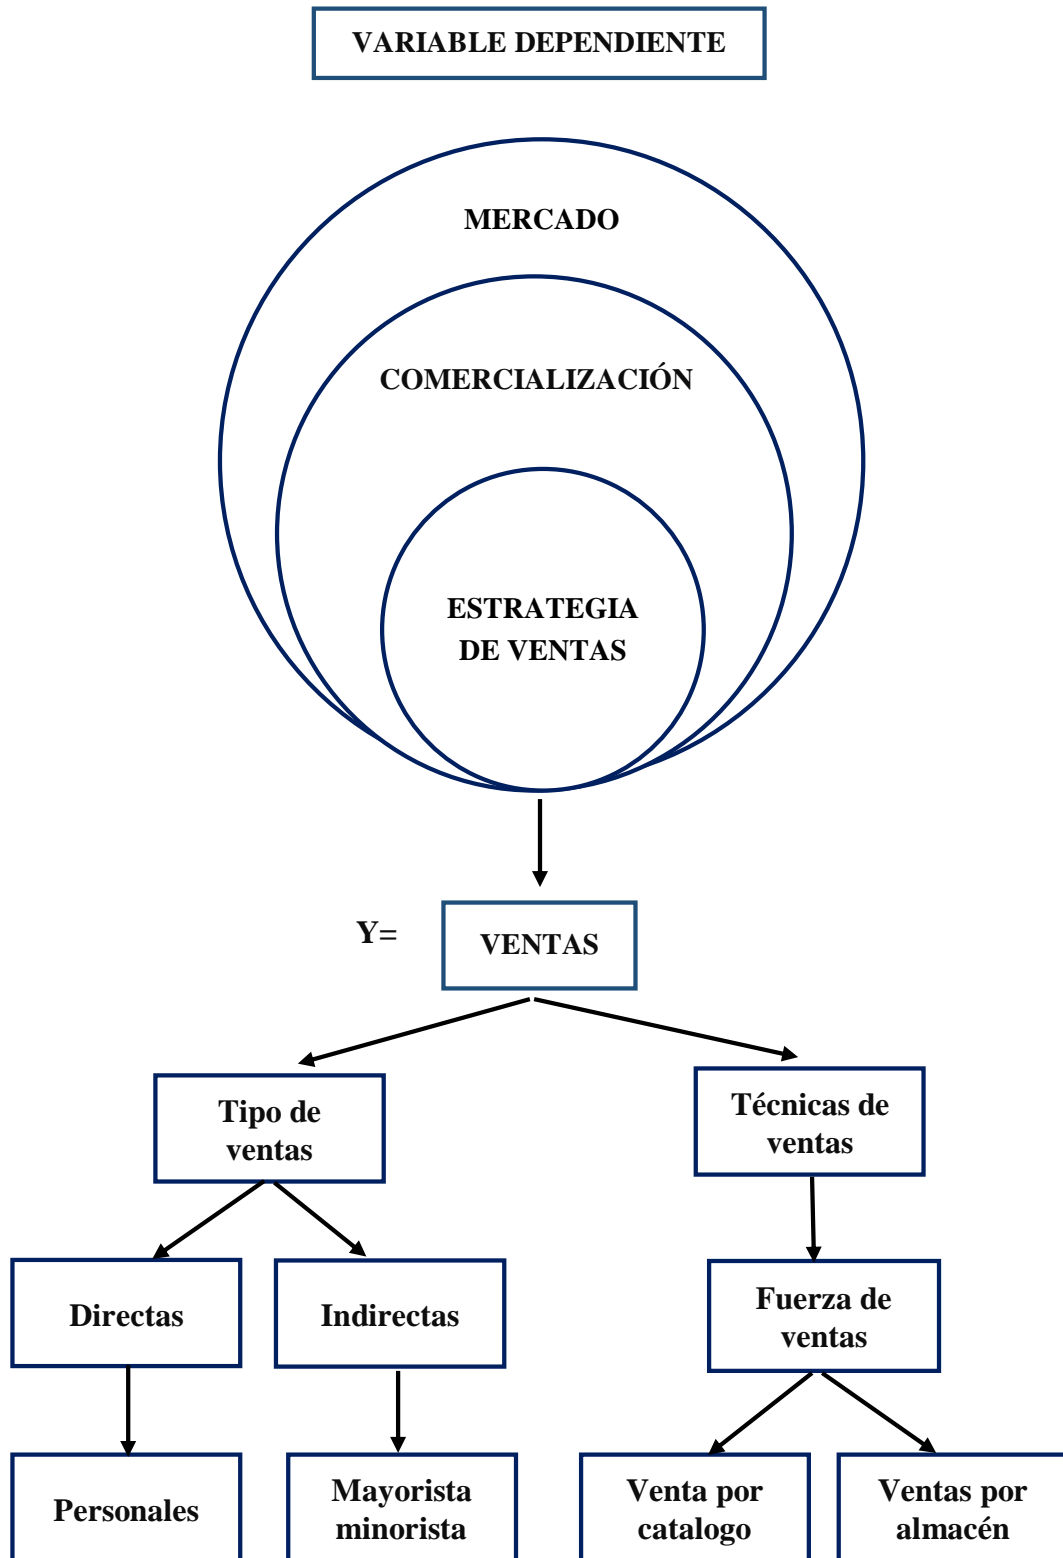 VARIABLE DEPENDIENTE
MERCADO
COMERCIALIZACIÓN
ESTRATEGIA
DE VENTAS
Y=
VENTAS
Tipo de
ventas
Técnicas de
ventas
Directas
Indirectas
Fuerza de
ventas
Personales
Mayorista
minorista
Venta por
catalogo
Ventas por
almacén